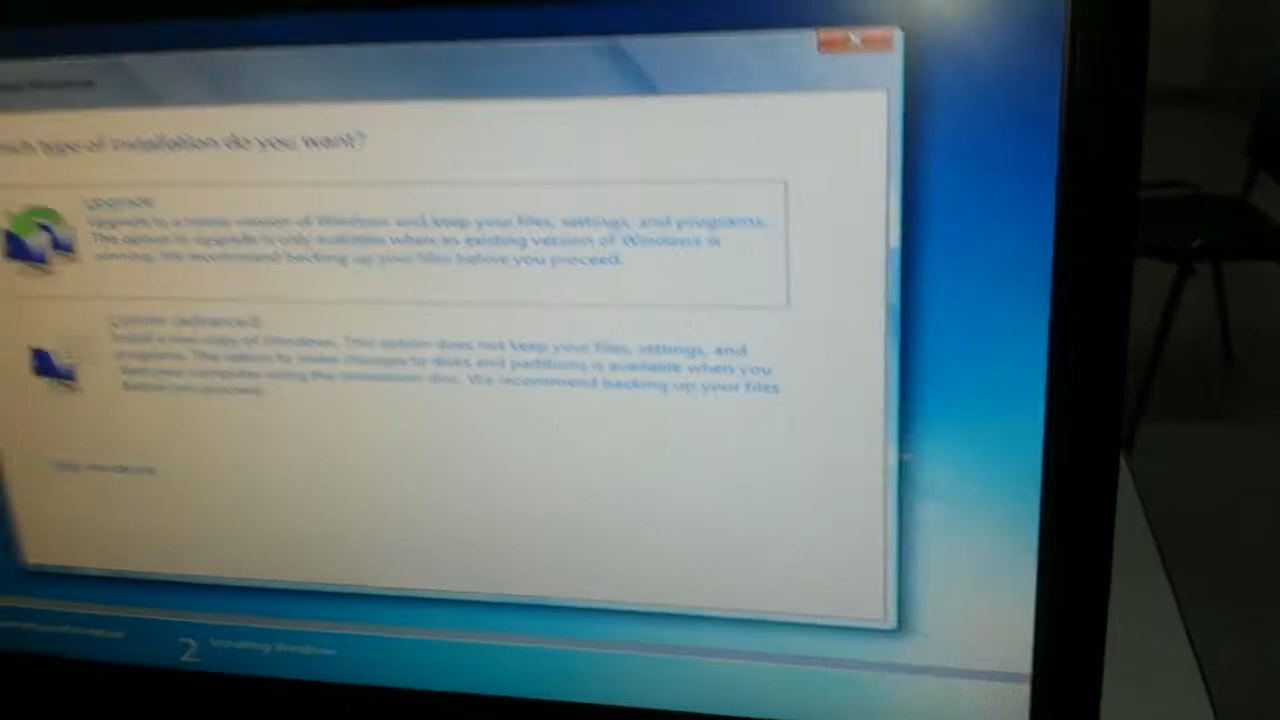 type of installation do you want?
Upgrade
Upgrade to a newer version of Windows and keep your files, settings, and programs.
The option to upgrade is only available when an existing version of Windows is
running. We recommend backing up your files before you proceed.
Custom (advanced)
Install a new copy of Windows. This option does not keep your files, settings, and
programs. The option to make changes to disks and partitions is available when you
start your computer using the installation disc. We recommend backing up your files
before you proceed.
2 Installing Windows